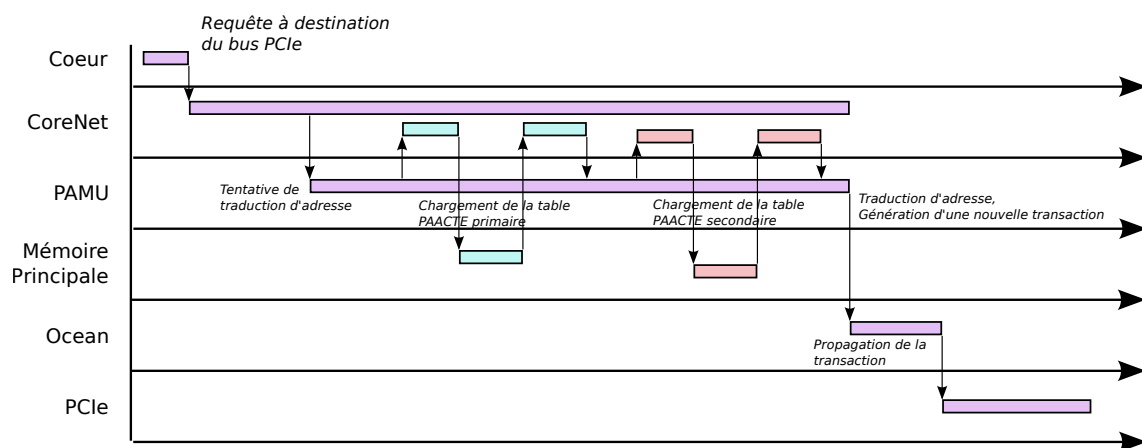 Requête à destination
du bus PCIe
Coeur
CoreNet
PAMU
Tentative de
traduction d'adresse
Chargement de la table
PAACTE primaire
Chargement de la table
PAACTE secondaire
Traduction d'adresse,
Génération d'une nouvelle transaction
Mémoire
Principale
Ocean
Propagation de la
transaction
PCIe